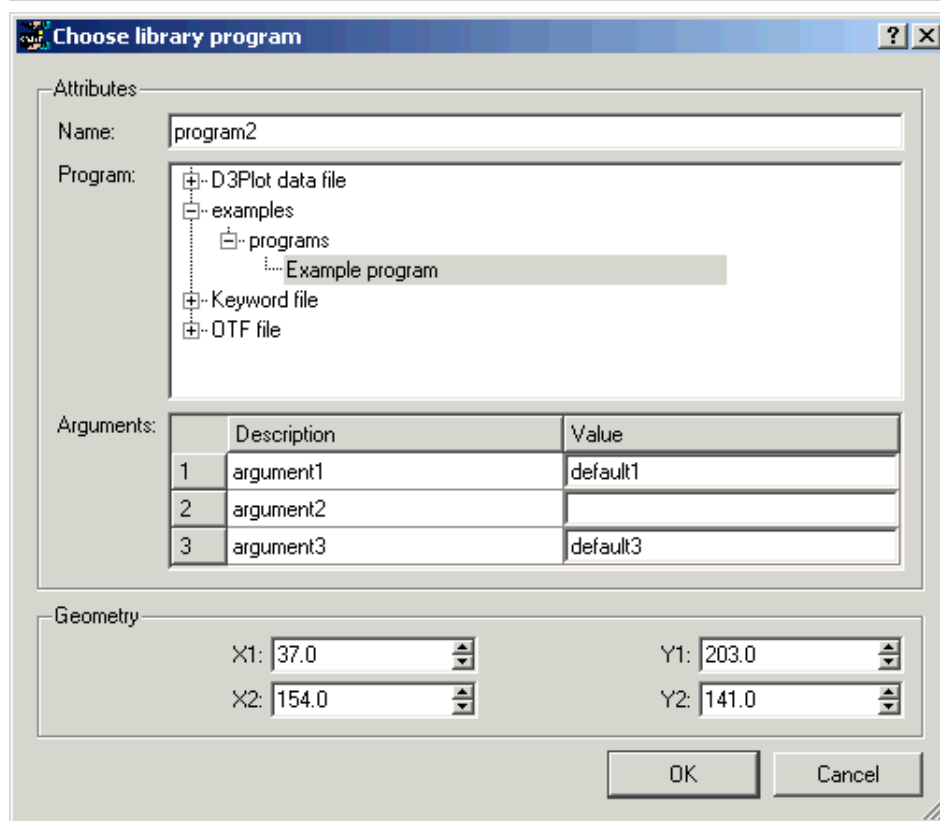 Choose library program
Attributes
Name: program2
Program: D3Plot data file
examples
programs
Example program
Keyword file
OTF file
Arguments: Description Value
1 argument1 default1
2 argument2
3 argument3 default3
Geometry
X1: 37.0 Y1: 203.0
X2: 154.0 Y2: 141.0
OK Cancel